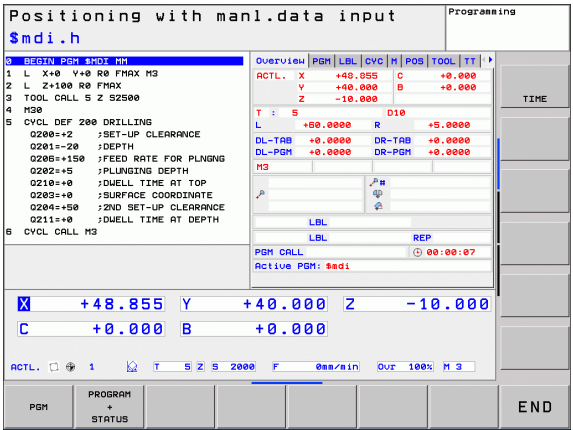 Positioning with manl.data input
Programming
$mdi.h
0 BEGIN PGM $MDI MM
1 L X+0 Y+0 R0 FMAX M3
2 L Z+100 R0 FMAX
3 TOOL CALL 5 Z S2500
4 M30
5 CYCL DEF 200 DRILLING
Q200=+2 ;SET-UP CLEARANCE
Q201=-20 ;DEPTH
Q206=+150 ;FEED RATE FOR PLNGNG
Q202=+5 ;PLUNGING DEPTH
Q210=+0 ;DWELL TIME AT TOP
Q203=+0 ;SURFACE COORDINATE
Q204=+50 ;2ND SET-UP CLEARANCE
Q211=+0 ;DWELL TIME AT DEPTH
6 CYCL CALL M3
Overview PGM LBL CYC M POS TOOL TT
ACTL. X +48.855 C +0.000
Y +40.000 B +0.000
Z -10.000
T : 5 D10
L +60.0000 R +5.0000
DL-TAB +0.0000 DR-TAB +0.0000
DL-PGM +0.0000 DR-PGM +0.0000
M3
#
LBL
LBL REP
PGM CALL 00:00:07
Active PGM: $mdi
TIME
X +48.855 Y +40.000 Z -10.000
C +0.000 B +0.000
ACTL. 1 T 5 Z S 2000 F 0mm/min Ovr 100% M 3
PGM
PROGRAM
+
STATUS
END